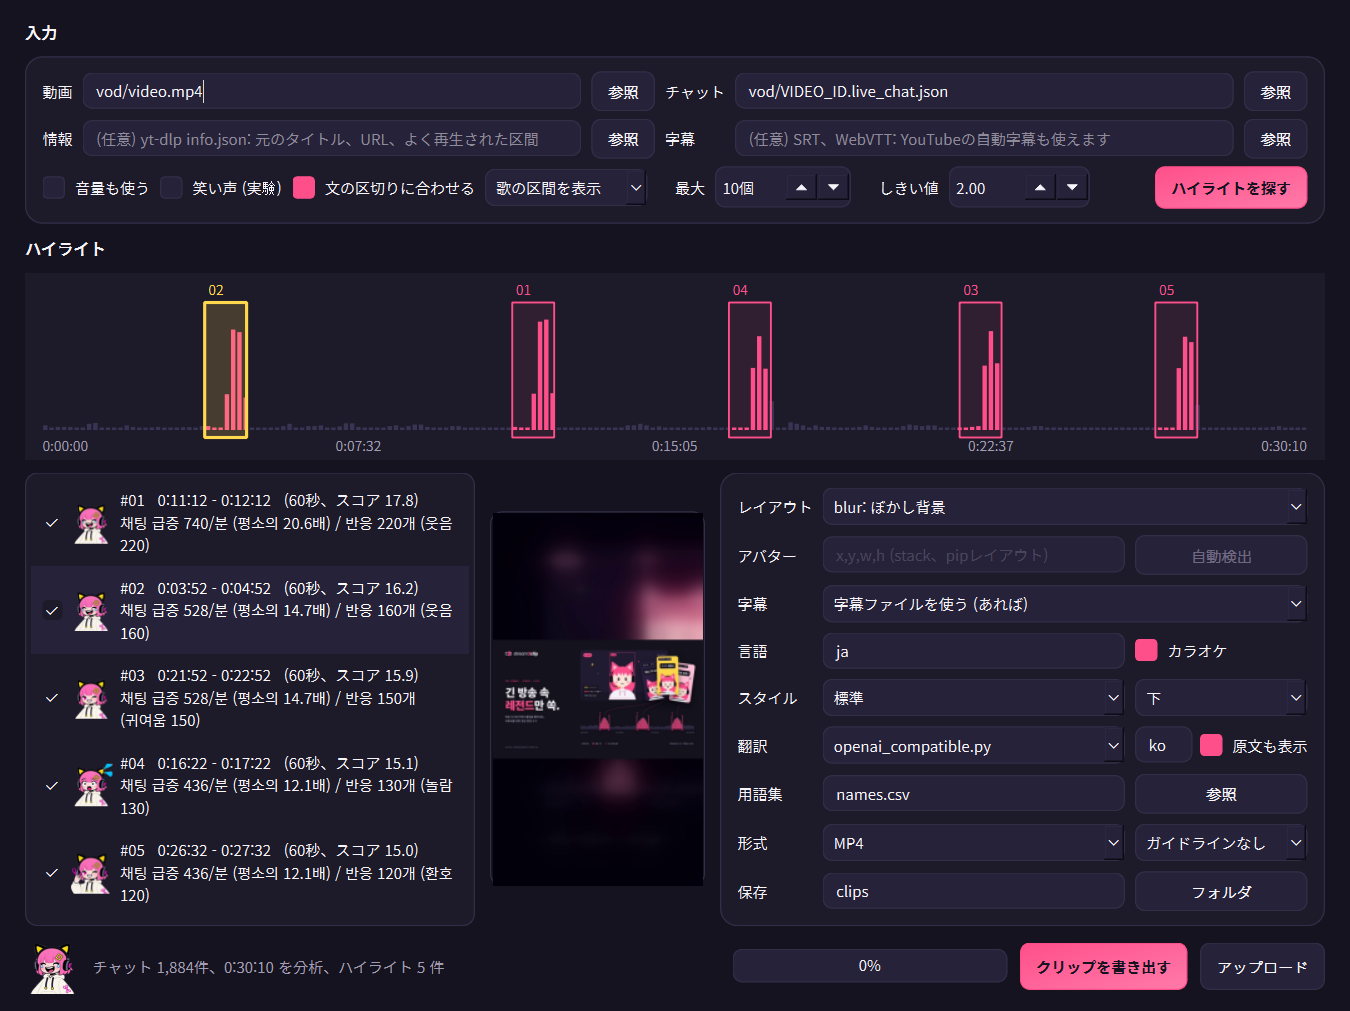 入力
動画 vod/video.mp4 参照 チャット vod/VIDEO_ID.live_chat.json 参照
情報 (任意) yt-dlp info.json: 元のタイトル、URL、よく再生された区間 参照 字幕 (任意) SRT、WebVTT: YouTubeの自動字幕も使えます 参照
音量も使う 笑い声 (実験) 文の区切りに合わせる 歌の区間を表示 最大 10個 しきい値 2.00 ハイライトを探す
ハイライト
02 01 04 03 05
0:00:00 0:07:32 0:15:05 0:22:37 0:30:10
#01 0:11:12 - 0:12:12 (60秒、スコア 17.8)
채팅 급증 740/분 (평소의 20.6배) / 반응 220개 (웃음
220)
#02 0:03:52 - 0:04:52 (60秒、スコア 16.2)
채팅 급증 528/분 (평소의 14.7배) / 반응 160개 (웃음
160)
#03 0:21:52 - 0:22:52 (60秒、スコア 15.9)
채팅 급증 528/분 (평소의 14.7배) / 반응 150개
(귀여움 150)
#04 0:16:22 - 0:17:22 (60秒、スコア 15.1)
채팅 급증 436/분 (평소의 12.1배) / 반응 130개 (놀람
130)
#05 0:26:32 - 0:27:32 (60秒、スコア 15.0)
채팅 급증 436/분 (평소의 12.1배) / 반응 120개 (환호
120)
긴 방송 속
레전드만 쏙.
レイアウト blur: ぼかし背景
アバター x,y,w,h (stack、pipレイアウト) 自動検出
字幕 字幕ファイルを使う (あれば)
言語 ja カラオケ
スタイル 標準 下
翻訳 openai_compatible.py ko 原文も表示
用語集 names.csv 参照
形式 MP4 ガイドラインなし
保存 clips フォルダ
チャット 1,884件、0:30:10 を分析、ハイライト 5 件 0% クリップを書き出す アップロード